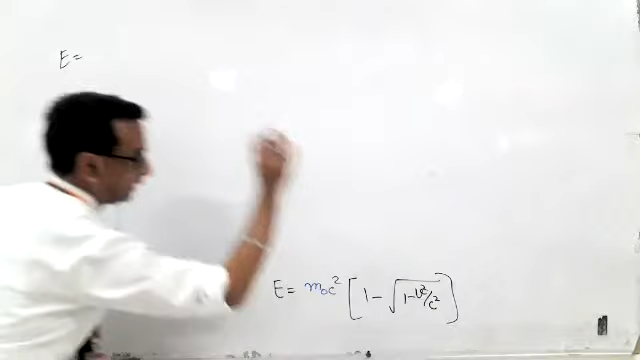 E =
E = m₀c² [1 - √(1-v²/c²)]